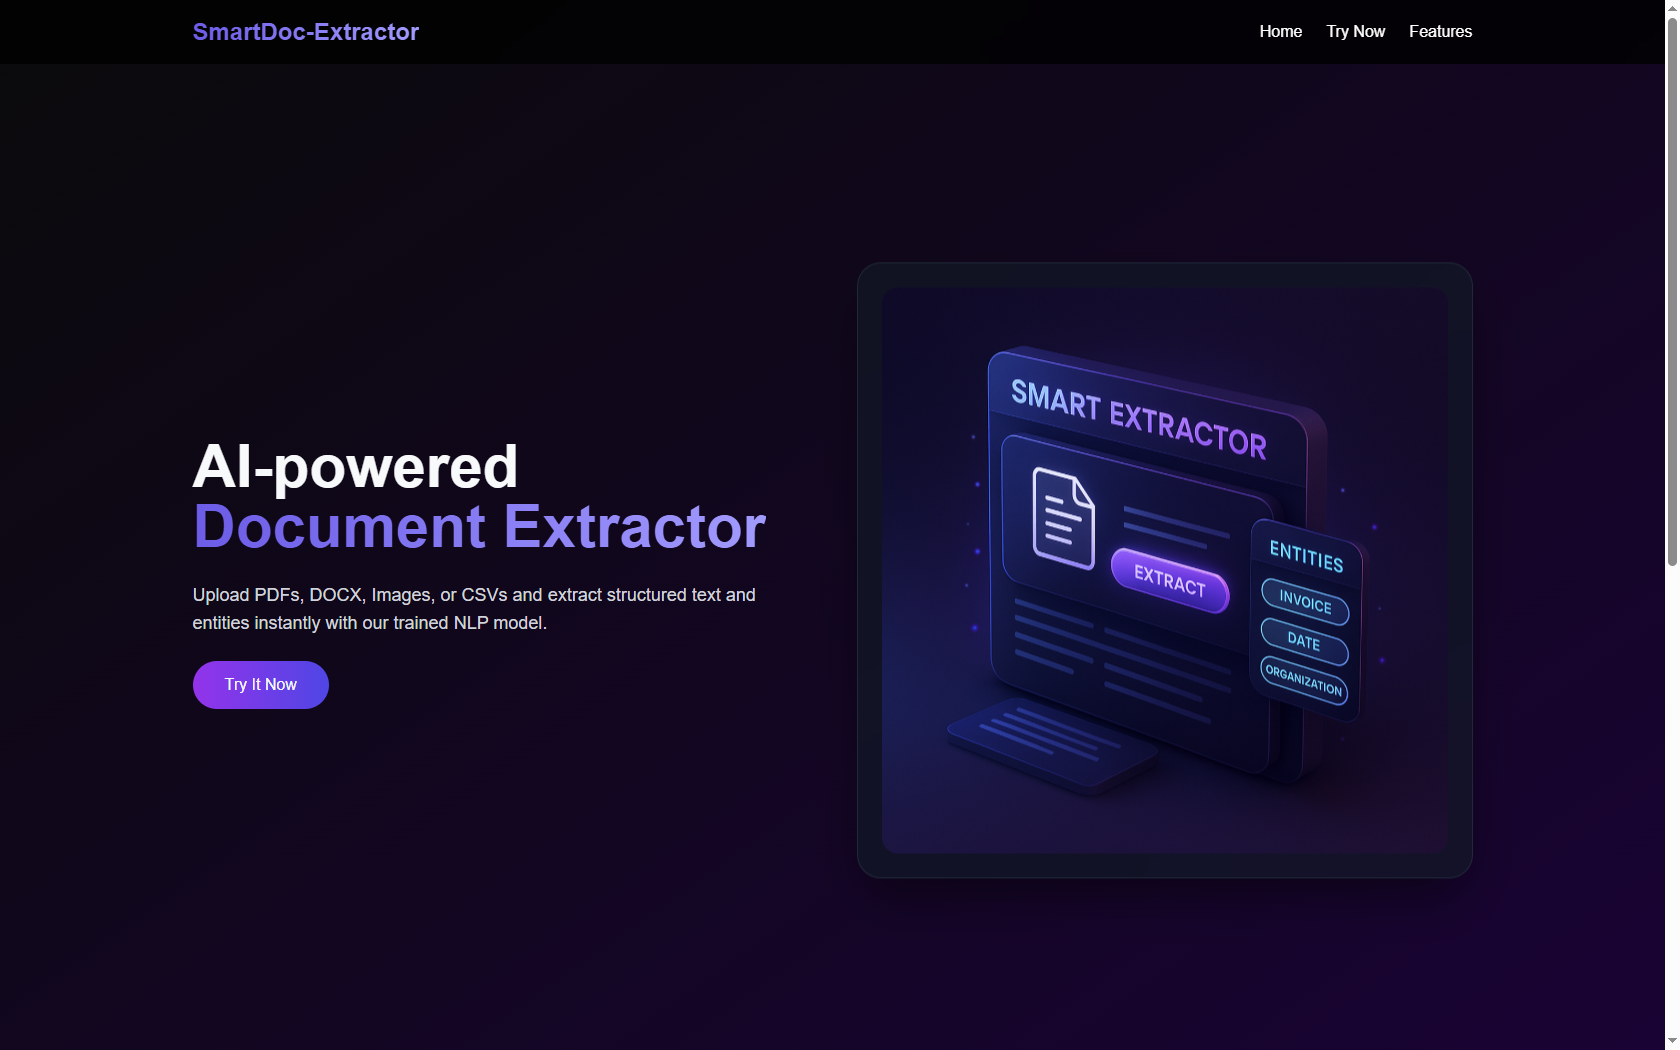 SmartDoc-Extractor
Home
Try Now
Features
AI-powered
Document Extractor
Upload PDFs, DOCX, Images, or CSVs and extract structured text and
entities instantly with our trained NLP model.
Try It Now
SMART EXTRACTOR
EXTRACT
ENTITIES
INVOICE
DATE
ORGANIZATION